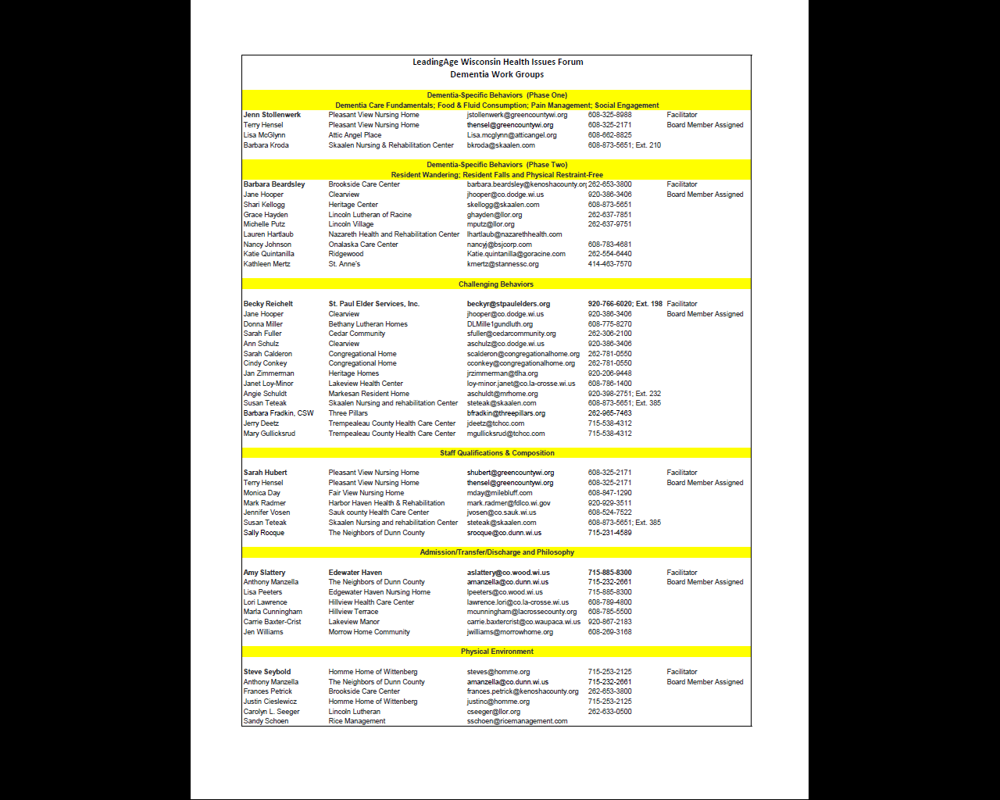 LeadingAge Wisconsin Health Issues Forum
Dementia Work Groups
Dementia-Specific Behaviors (Phase One)
Dementia Care Fundamentals; Food & Fluid Consumption; Pain Management; Social Engagement
Jenn Stollenwerk Pleasant View Nursing Home jstollenwerk@greencountywi.org 608-325-8988 Facilitator
Terry Hensel Pleasant View Nursing Home thensel@greencountywi.org 608-325-2171 Board Member Assigned
Lisa McGlynn Attic Angel Place Lisa.mcglynn@atticangel.org 608-662-8825
Barbara Kroda Skaalen Nursing & Rehabilitation Center bkroda@skaalen.com 608-873-5651; Ext. 210
Dementia-Specific Behaviors (Phase Two)
Resident Wandering; Resident Falls and Physical Restraint-Free
Barbara Beardsley Brookside Care Center barbara.beardsley@kenoshacounty.org 262-653-3800 Facilitator
Jane Hooper Clearview jhooper@co.dodge.wi.us 920-386-3406 Board Member Assigned
Shari Kellogg Heritage Center skellogg@skaalen.com 608-873-5651
Grace Hayden Lincoln Lutheran of Racine ghayden@llor.org 262-637-7851
Michelle Putz Lincoln Village mputz@llor.org 262-637-9751
Lauren Hartlaub Nazareth Health and Rehabilitation Center lhartlaub@nazarethhealth.com
Nancy Johnson Onalaska Care Center nancyj@bsjcorp.com 608-783-4681
Katie Quintanilla Ridgewood Katie.quintanilla@goracine.com 262-554-6440
Kathleen Mertz St. Anne's kmertz@stannessc.org 414-463-7570
Challenging Behaviors
Becky Reichelt St. Paul Elder Services, Inc. beckyr@stpaulelders.org 920-766-6020; Ext. 198 Facilitator
Jane Hooper Clearview jhooper@co.dodge.wi.us 920-386-3406 Board Member Assigned
Donna Miller Bethany Lutheran Homes DLMille1gundluth.org 608-775-8270
Sarah Fuller Cedar Community sfuller@cedarcommunity.org 262-306-2100
Ann Schulz Clearview aschulz@co.dodge.wi.us 920-386-3406
Sarah Calderon Congregational Home scalderon@congregationalhome.org 262-781-0550
Cindy Conkey Congregational Home cconkey@congregationalhome.org 262-781-0550
Jan Zimmerman Heritage Homes jrzimmerman@tlha.org 920-206-9448
Janet Loy-Minor Lakeview Health Center loy-minor.janet@co.la-crosse.wi.us 608-786-1400
Angie Schuldt Markesan Resident Home aschuldt@mrhome.org 920-398-2751; Ext. 232
Susan Teteak Skaalen Nursing and rehabilitation Center steteak@skaalen.com 608-873-5651; Ext. 385
Barbara Fradkin, CSW Three Pillars bfradkin@threepillars.org 262-965-7463
Jerry Deetz Trempealeau County Health Care Center jdeetz@tchcc.com 715-538-4312
Mary Gullicksrud Trempealeau County Health Care Center mgullicksrud@tchcc.com 715-538-4312
Staff Qualifications & Composition
Sarah Hubert Pleasant View Nursing Home shubert@greencountywi.org 608-325-2171 Facilitator
Terry Hensel Pleasant View Nursing Home thensel@greencountywi.org 608-325-2171 Board Member Assigned
Monica Day Fair View Nursing Home mday@milebluff.com 608-847-1290
Mark Radmer Harbor Haven Health & Rehabilitation mark.radmer@fdlco.wi.gov 920-929-3511
Jennifer Vosen Sauk county Health Care Center jvosen@co.sauk.wi.us 608-524-7522
Susan Teteak Skaalen Nursing and rehabilitation Center steteak@skaalen.com 608-873-5651; Ext. 385
Sally Rocque The Neighbors of Dunn County srocque@co.dunn.wi.us 715-231-4589
Admission/Transfer/Discharge and Philosophy
Amy Slattery Edewater Haven aslattery@co.wood.wi.us 715-885-8300 Facilitator
Anthony Manzella The Neighbors of Dunn County amanzella@co.dunn.wi.us 715-232-2661 Board Member Assigned
Lisa Peeters Edgewater Haven Nursing Home lpeeters@co.wood.wi.us 715-885-8300
Lori Lawrence Hillview Health Care Center lawrence.lori@co.la-crosse.wi.us 608-789-4800
Marla Cunningham Hillview Terrace mcunningham@lacrossecounty.org 608-785-5500
Carrie Baxter-Crist Lakeview Manor carrie.baxtercrist@co.waupaca.wi.us 920-867-2183
Jen Williams Morrow Home Community jwilliams@morrowhome.org 608-269-3168
Physical Environment
Steve Seybold Homme Home of Wittenberg steves@homme.org 715-253-2125 Facilitator
Anthony Manzella The Neighbors of Dunn County amanzella@co.dunn.wi.us 715-232-2661 Board Member Assigned
Frances Petrick Brookside Care Center frances.petrick@kenoshacounty.org 262-653-3800
Justin Cieslewicz Homme Home of Wittenberg justinc@homme.org 715-253-2125
Carolyn L. Seeger Lincoln Lutheran cseeger@llor.org 262-633-0500
Sandy Schoen Rice Management sschoen@ricemanagement.com